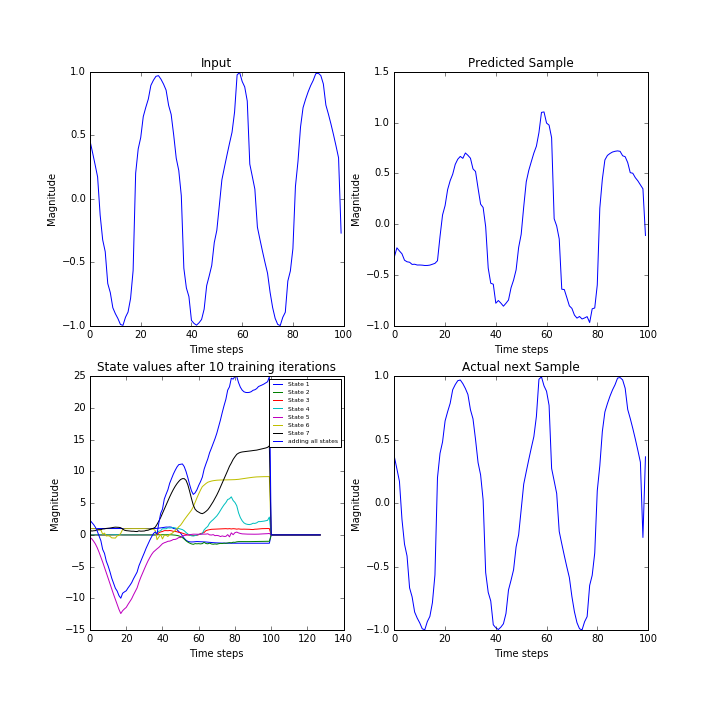 Input
1.0
0.5
0.0
−0.5
−1.0
0 20 40 60 80 100
Magnitude
Time steps
Predicted Sample
1.5
1.0
0.5
0.0
−0.5
−1.0
0 20 40 60 80 100
Magnitude
Time steps
State values after 10 training iterations
25
20
15
10
5
0
−5
−10
−15
0 20 40 60 80 100 120 140
Magnitude
Time steps
State 1
State 2
State 3
State 4
State 5
State 6
State 7
adding all states
Actual next Sample
1.0
0.5
0.0
−0.5
−1.0
0 20 40 60 80 100
Magnitude
Time steps